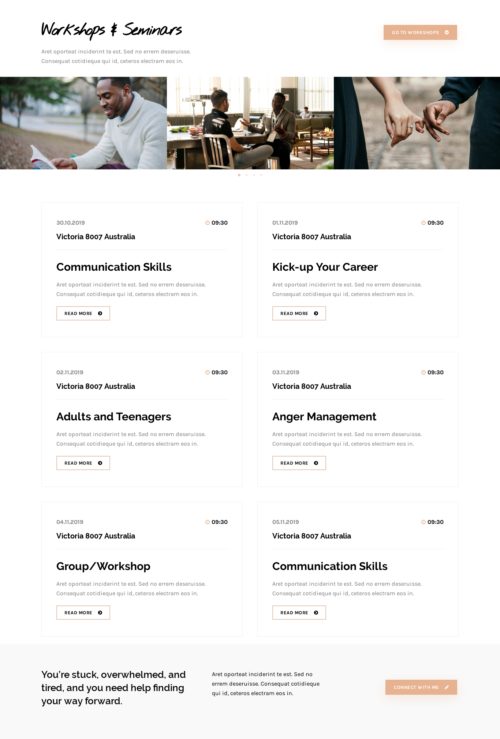 Workshops & Seminars
Aret oporteat inciderint te est. Sed no errem deseruisse.
Consequat cotidieque qui id, ceteros electram eos in.
GO TO WORKSHOPS
30.10.2019
09:30
Victoria 8007 Australia
Communication Skills
Aret oporteat inciderint te est. Sed no errem deseruisse.
Consequat cotidieque qui id, ceteros electram eos in.
READ MORE
01.11.2019
09:30
Victoria 8007 Australia
Kick-up Your Career
Aret oporteat inciderint te est. Sed no errem deseruisse.
Consequat cotidieque qui id, ceteros electram eos in.
READ MORE
02.11.2019
09:30
Victoria 8007 Australia
Adults and Teenagers
Aret oporteat inciderint te est. Sed no errem deseruisse.
Consequat cotidieque qui id, ceteros electram eos in.
READ MORE
03.11.2019
09:30
Victoria 8007 Australia
Anger Management
Aret oporteat inciderint te est. Sed no errem deseruisse.
Consequat cotidieque qui id, ceteros electram eos in.
READ MORE
04.11.2019
09:30
Victoria 8007 Australia
Group/Workshop
Aret oporteat inciderint te est. Sed no errem deseruisse.
Consequat cotidieque qui id, ceteros electram eos in.
READ MORE
05.11.2019
09:30
Victoria 8007 Australia
Communication Skills
Aret oporteat inciderint te est. Sed no errem deseruisse.
Consequat cotidieque qui id, ceteros electram eos in.
READ MORE
You're stuck, overwhelmed, and
tired, and you need help finding
your way forward.
Aret oporteat inciderint te est. Sed no
errem deseruisse. Consequat cotidieque
qui id, ceteros electram eos in.
CONNECT WITH ME